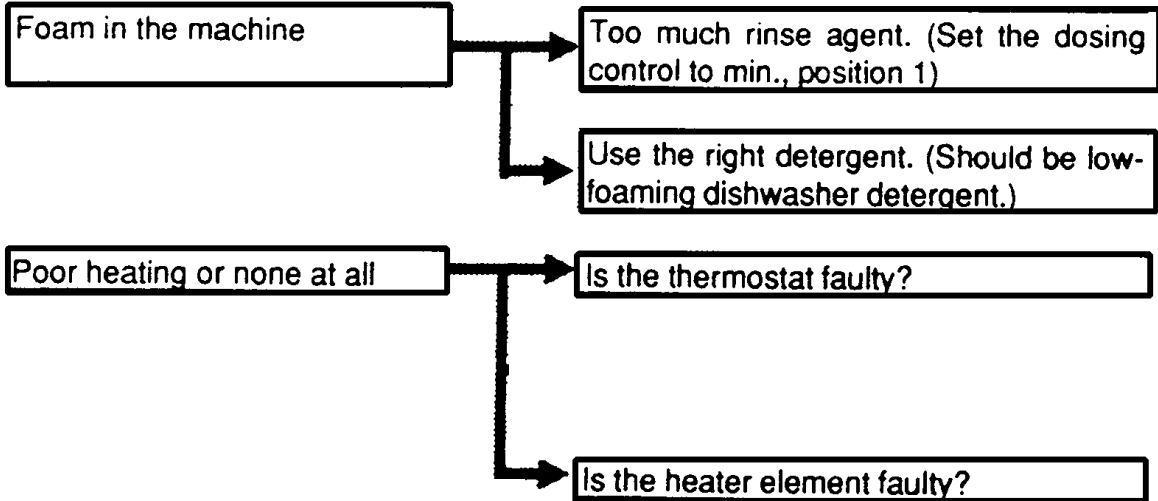 Foam in the machine
Too much rinse agent. (Set the dosing
control to min., position 1)
Use the right detergent. (Should be low-
foaming dishwasher detergent.)
Poor heating or none at all
Is the thermostat faulty?
Is the heater element faulty?